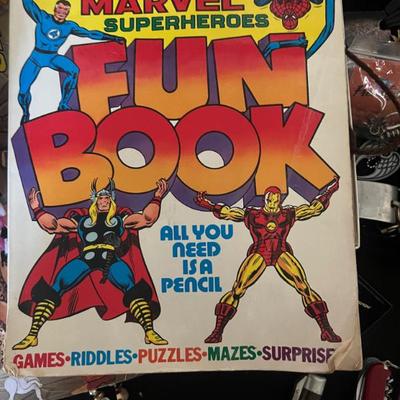 MARVEL
SUPERHEROES
FUN
BOOK
ALL YOU
NEED
IS A
PENCIL
GAMES•RIDDLES•PUZZLES•MAZES•SURPRISE